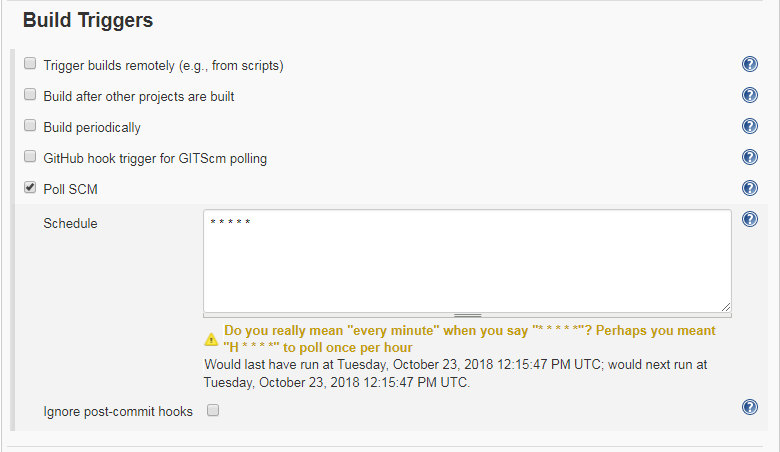 Build Triggers
Trigger builds remotely (e.g., from scripts)
Build after other projects are built
Build periodically
GitHub hook trigger for GITScm polling
Poll SCM
Schedule
* * * * *
Do you really mean "every minute" when you say "* * * * *"? Perhaps you meant
"H * * * *" to poll once per hour
Would last have run at Tuesday, October 23, 2018 12:15:47 PM UTC; would next run at
Tuesday, October 23, 2018 12:15:47 PM UTC.
Ignore post-commit hooks